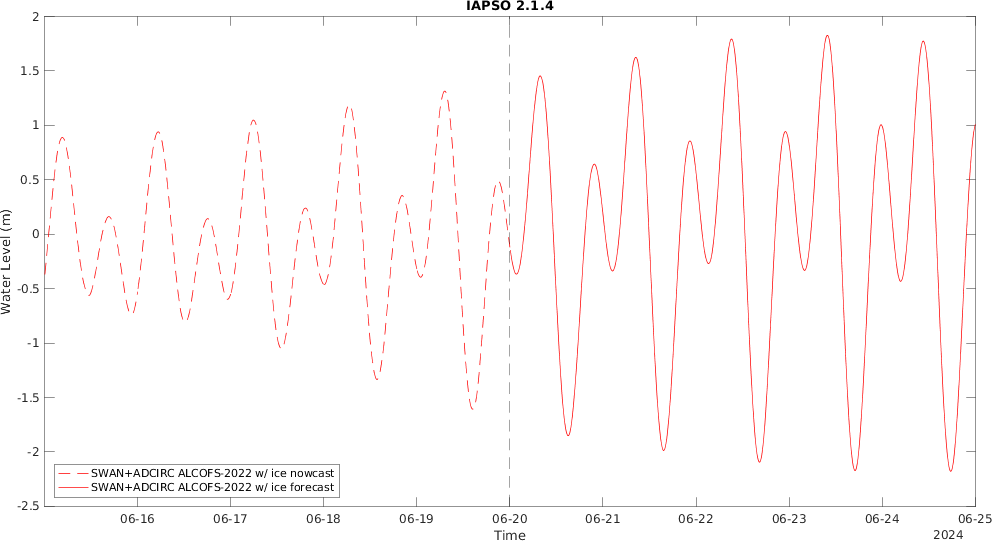 IAPSO 2.1.4
Water Level (m)
2
1.5
1
0.5
0
-0.5
-1
-1.5
-2
-2.5
SWAN+ADCIRC ALCOFS-2022 w/ ice nowcast
SWAN+ADCIRC ALCOFS-2022 w/ ice forecast
06-16 06-17 06-18 06-19 06-20 06-21 06-22 06-23 06-24 06-25
Time
2024